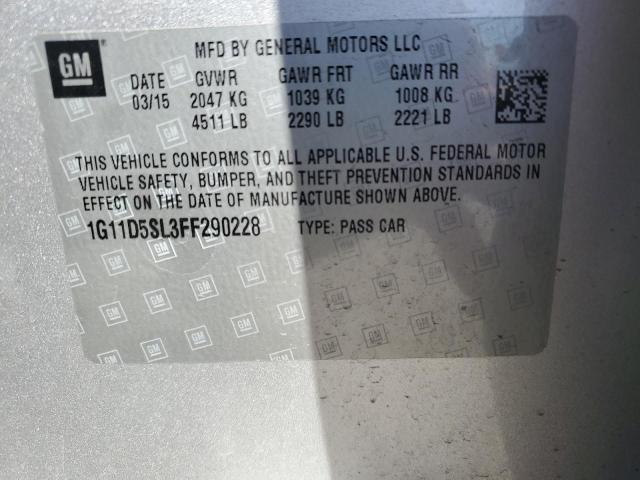 GM
MFD BY GENERAL MOTORS LLC
DATE GVWR GAWR FRT GAWR RR
03/15 2047 KG 1039 KG 1008 KG
4511 LB 2290 LB 2221 LB
THIS VEHICLE CONFORMS TO ALL APPLICABLE U.S. FEDERAL MOTOR
VEHICLE SAFETY, BUMPER, AND THEFT PREVENTION STANDARDS IN
EFFECT ON THE DATE OF MANUFACTURE SHOWN ABOVE.
1G11D5SL3FF290228 TYPE: PASS CAR